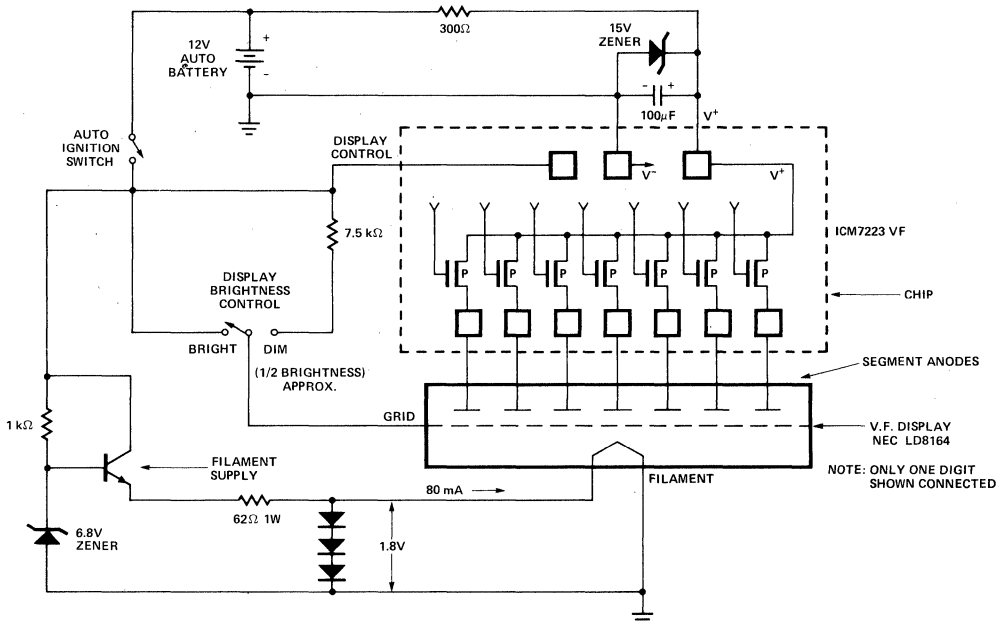 300Ω
15V
ZENER
12V
AUTO
BATTERY
+
-
- +
100μF
V+
AUTO
IGNITION
SWITCH
DISPLAY
CONTROL
V-
V+
7.5 kΩ
ICM7223 VF
P P P P P P P
DISPLAY
BRIGHTNESS
CONTROL
CHIP
BRIGHT
DIM
(1/2 BRIGHTNESS)
APPROX.
SEGMENT ANODES
1 kΩ
GRID
V.F. DISPLAY
NEC LD8164
FILAMENT
SUPPLY
80 mA
FILAMENT
NOTE: ONLY ONE DIGIT
SHOWN CONNECTED
62Ω 1W
6.8V
ZENER
1.8V